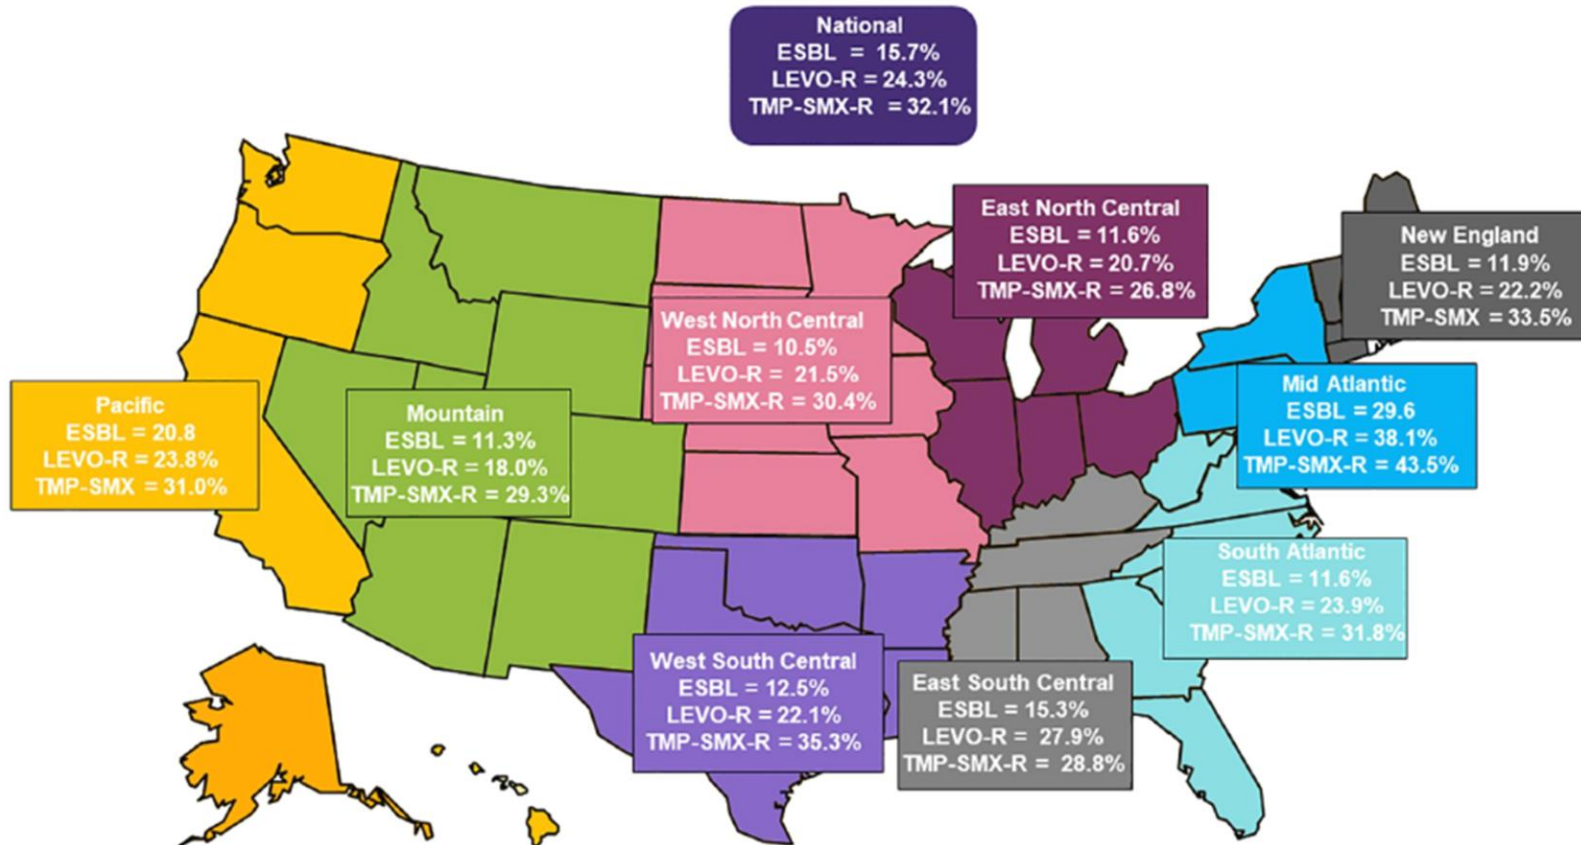 National
ESBL = 15.7%
LEVO-R = 24.3%
TMP-SMX-R = 32.1%
East North Central
ESBL = 11.6%
LEVO-R = 20.7%
TMP-SMX-R = 26.8%
New England
ESBL = 11.9%
LEVO-R = 22.2%
TMP-SMX = 33.5%
West North Central
ESBL = 10.5%
LEVO-R = 21.5%
TMP-SMX-R = 30.4%
Mid Atlantic
ESBL = 29.6
LEVO-R = 38.1%
TMP-SMX-R = 43.5%
Pacific
ESBL = 20.8
LEVO-R = 23.8%
TMP-SMX = 31.0%
Mountain
ESBL = 11.3%
LEVO-R = 18.0%
TMP-SMX-R = 29.3%
South Atlantic
ESBL = 11.6%
LEVO-R = 23.9%
TMP-SMX-R = 31.8%
West South Central
ESBL = 12.5%
LEVO-R = 22.1%
TMP-SMX-R = 35.3%
East South Central
ESBL = 15.3%
LEVO-R = 27.9%
TMP-SMX-R = 28.8%